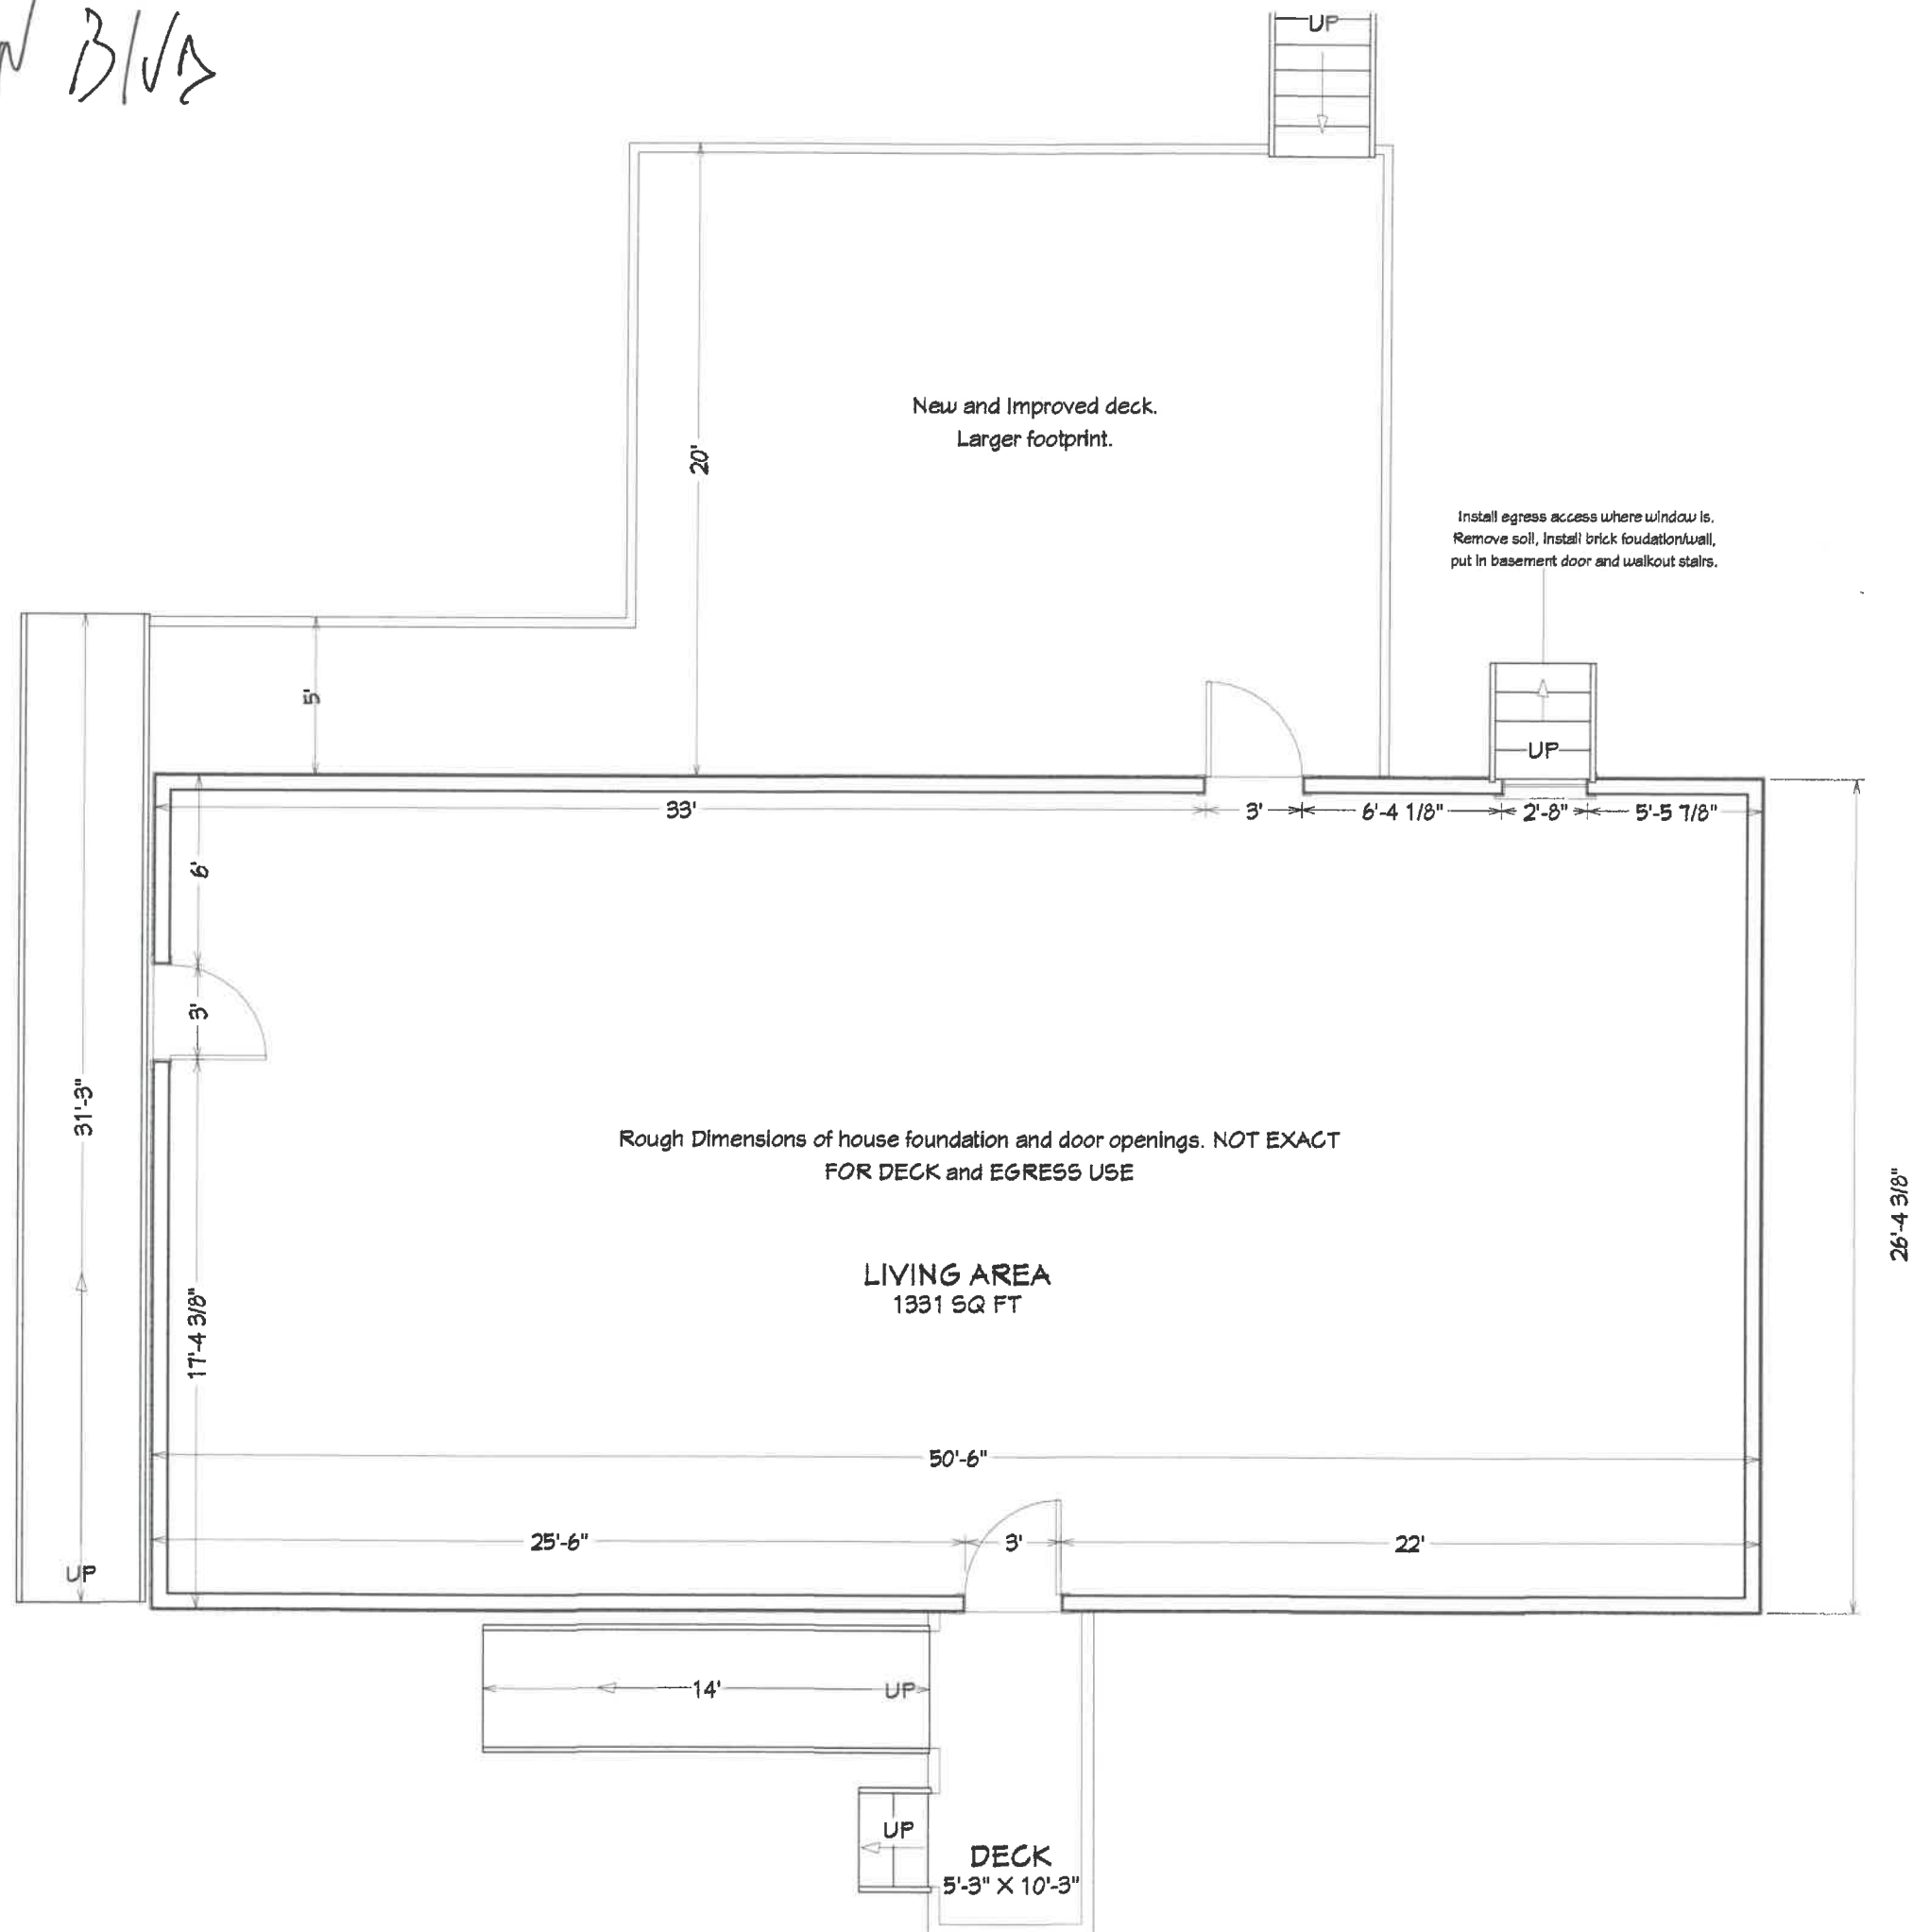 Blvd
UP
New and Improved deck.
Larger footprint.
20'
Install egress access where window is.
Remove soil, install brick foudation/wall,
put in basement door and walkout stairs.
5'
UP
33'
3'
6'-4 1/8"
2'-8"
5'-5 7/8"
6'
3'
31'-3"
Rough Dimensions of house foundation and door openings. NOT EXACT
FOR DECK and EGRESS USE
26'-4 3/8"
LIVING AREA
1331 SQ FT
17'-4 3/8"
50'-6"
25'-6"
3'
22'
UP
14'
UP
UP
DECK
5'-3" X 10'-3"